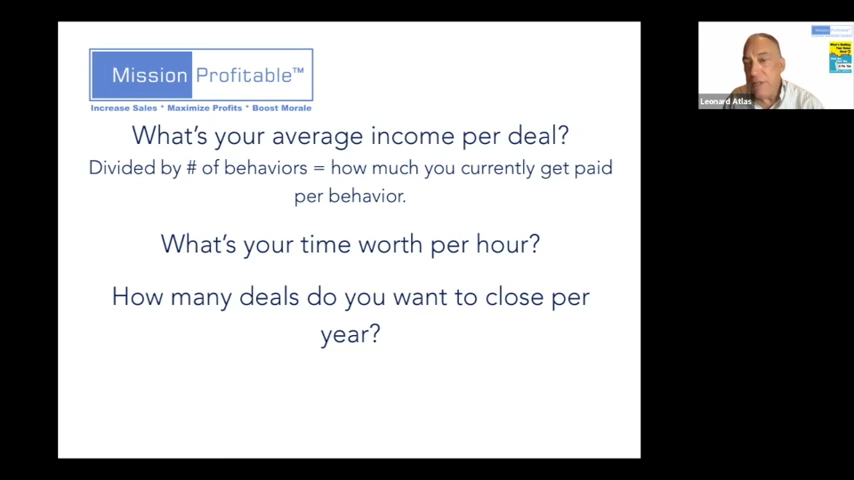 Mission Profitable™
Increase Sales * Maximize Profits * Boost Morale
What's your average income per deal?
Divided by # of behaviors = how much you currently get paid
per behavior.
What's your time worth per hour?
How many deals do you want to close per
year?
Leonard Atlas